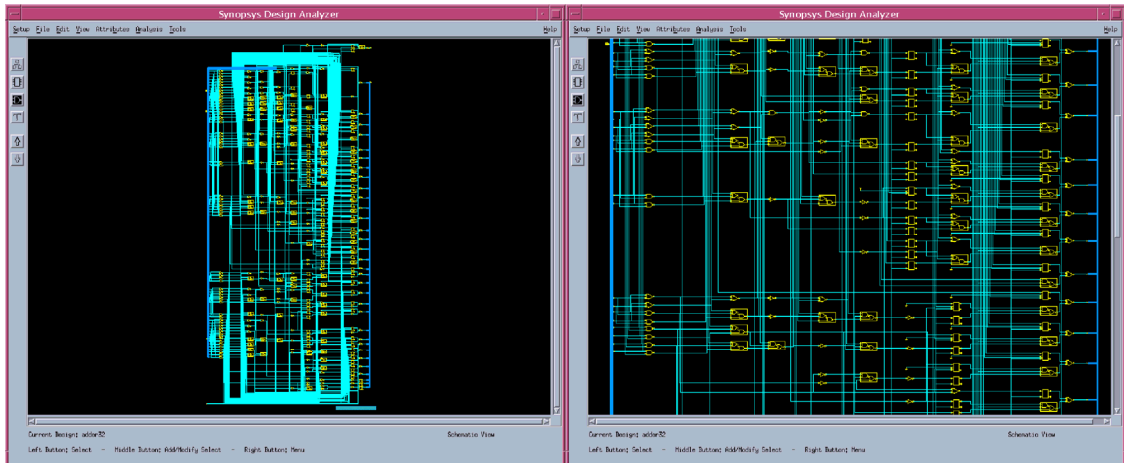 Synopsys Design Analyzer
Setup File Edit View Attributes Analysis Tools Help
Current Design: adder32 Schematic View
Left Button: Select - Middle Button: Add/Modify Select - Right Button: Menu
Synopsys Design Analyzer
Setup File Edit View Attributes Analysis Tools Help
Current Design: adder32 Schematic View
Left Button: Select - Middle Button: Add/Modify Select - Right Button: Menu